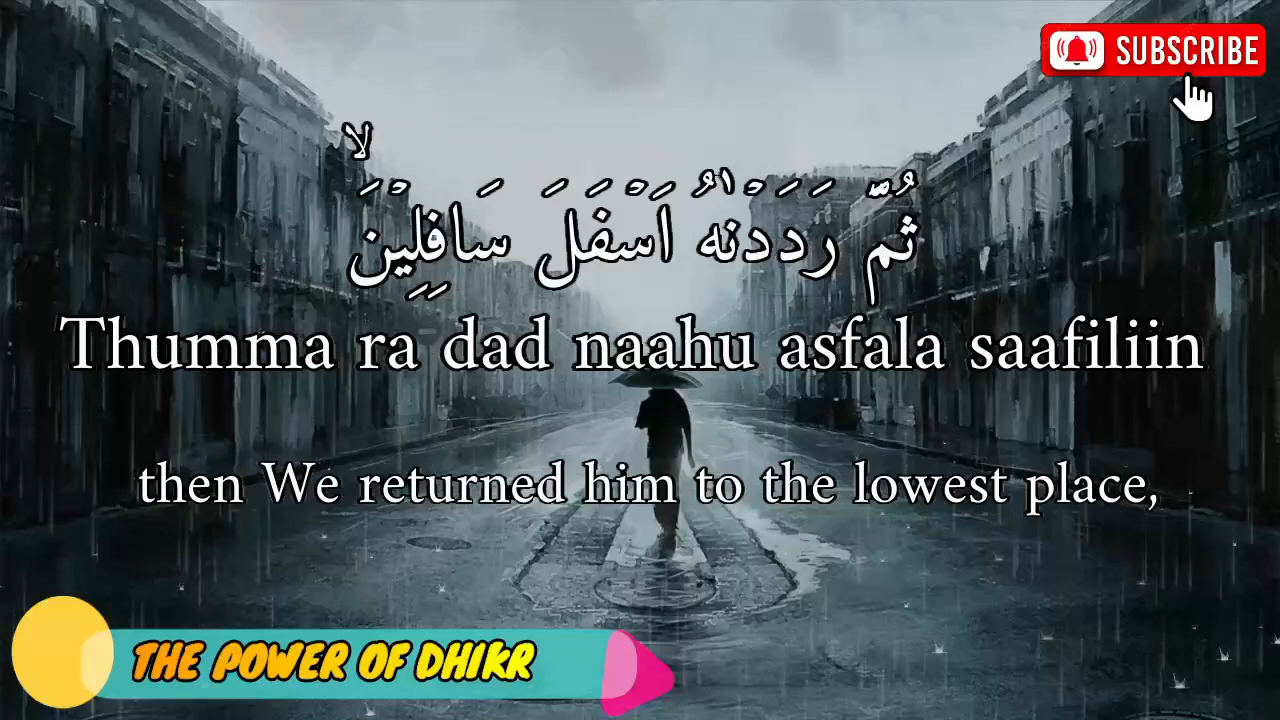 SUBSCRIBE
ثُمَّ رَدَدْنٰهُ اَسْفَلَ سَافِلِيْنَۙ
Thumma ra dad naahu asfala saafiliin
then We returned him to the lowest place,
THE POWER OF DHIKR